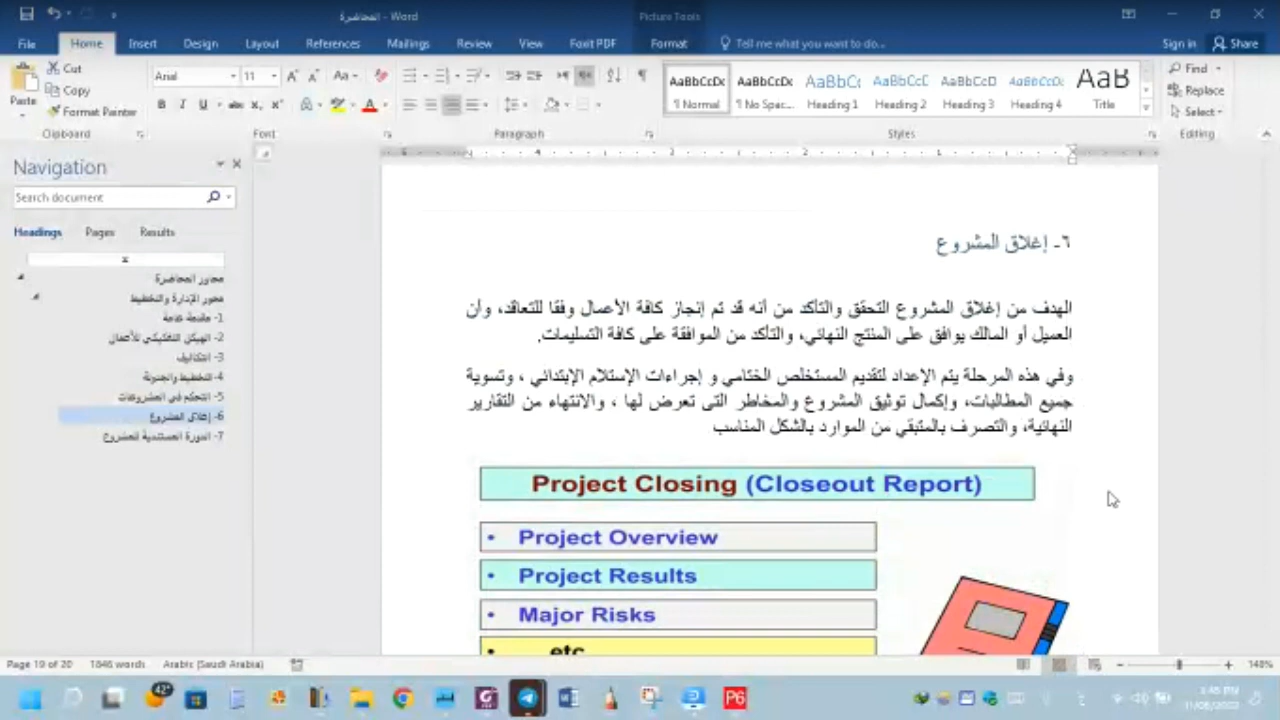 المحاضرة - Word
Picture Tools
File Home Insert Design Layout References Mailings Review View Foxit PDF Format Tell me what you want to do... Sign in Share
Paste
Cut
Copy
Format Painter
Arial 11
AaBbCcDc ¶ Normal
AaBbCcDc ¶ No Spac...
Heading 1
Heading 2
Heading 3
Heading 4
Title
Find
Replace
Select
Clipboard Font Paragraph Styles Editing
Navigation
Search document
Headings Pages Results
محاور المحاضرة
محور الإدارة والتخطيط
1- مقدمة عامة
2- الهيكل التفكيكي للأعمال
3- التكاليف
4- التخطيط والجدولة
5- التحكم في المشروعات
6- إغلاق المشروع
7- الدورة المستندية للمشروع
٦- إغلاق المشروع
الهدف من إغلاق المشروع التحقق والتأكد من أنه قد تم إنجاز كافة الأعمال وفقا للتعاقد، وأن
العميل أو المالك يوافق على المنتج النهائي، والتأكد من الموافقة على كافة التسليمات.
وفي هذه المرحلة يتم الإعداد لتقديم المستخلص الختامي و إجراءات الإستلام الإبتدائي ، وتسوية
جميع المطالبات، وإكمال توثيق المشروع والمخاطر التى تعرض لها ، والانتهاء من التقارير
النهائية، والتصرف بالمتبقي من الموارد بالشكل المناسب
Project Closing (Closeout Report)
• Project Overview
• Project Results
• Major Risks
• etc
Page 19 of 20 1846 words Arabic (Saudi Arabia) 148%
42°
P6